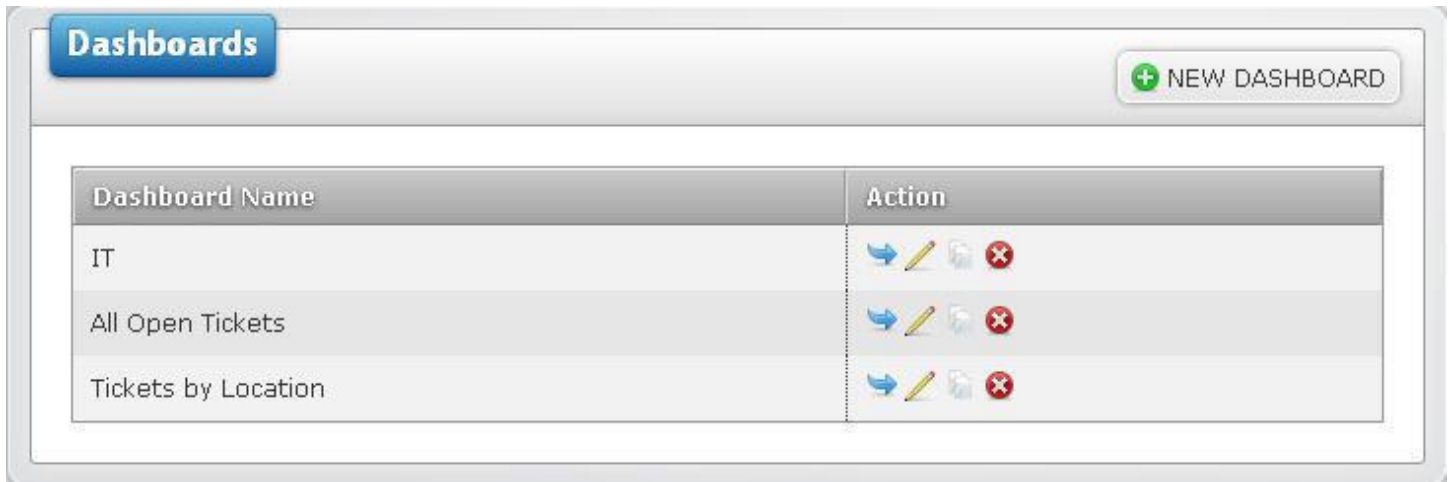 Dashboards
NEW DASHBOARD
Dashboard Name Action
IT
All Open Tickets
Tickets by Location